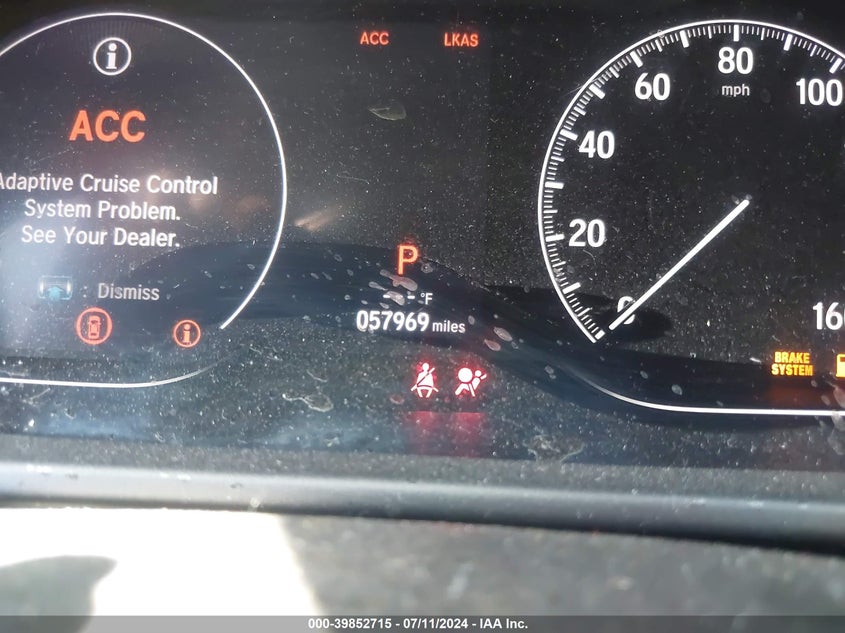 ACC LKAS
ACC
Adaptive Cruise Control
System Problem.
See Your Dealer.
: Dismiss
P
- - -°F
057969 miles
0 20 40 60 80 100 160
mph
BRAKE
SYSTEM
000-39852715 - 07/11/2024 - IAA Inc.